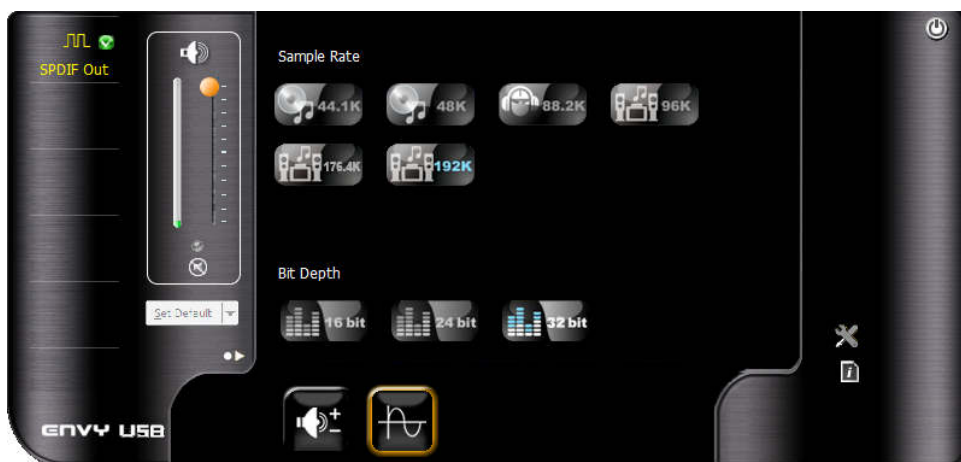 SPDIF Out
Sample Rate
44.1K
48K
88.2K
96K
176.4K
192K
Bit Depth
16 bit
24 bit
32 bit
Set Default
ENVY USB